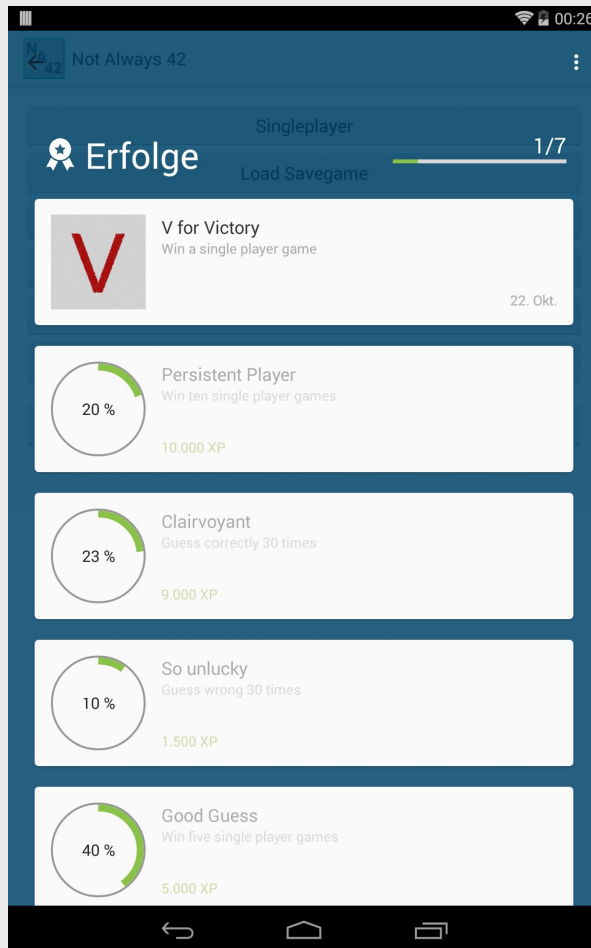 00:26
NA42
Not Always 42
Singleplayer
Erfolge
1/7
Load Savegame
V
V for Victory
Win a single player game
22. Okt.
20 %
Persistent Player
Win ten single player games
10.000 XP
23 %
Clairvoyant
Guess correctly 30 times
9.000 XP
10 %
So unlucky
Guess wrong 30 times
1.500 XP
40 %
Good Guess
Win five single player games
5.000 XP